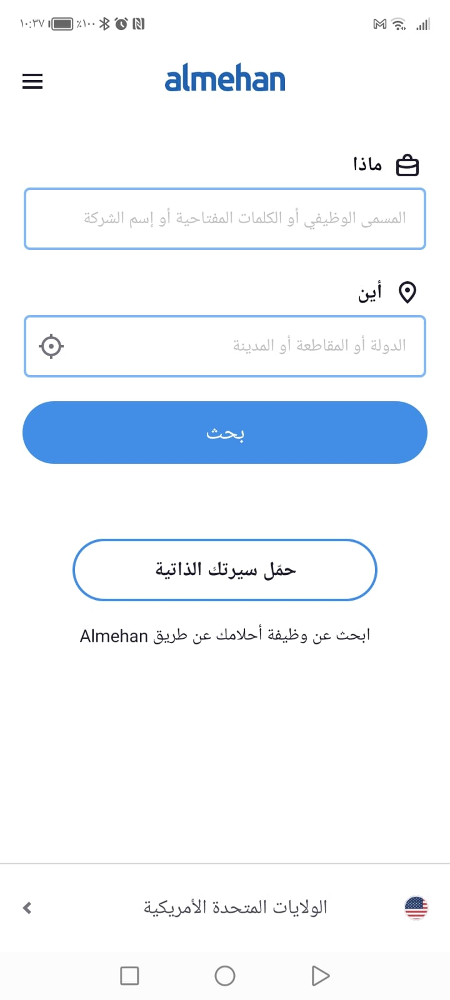 ١٠:٣٧ ٪١٠٠
almehan
ماذا
المسمى الوظيفي أو الكلمات المفتاحية أو إسم الشركة
أين
الدولة أو المقاطعة أو المدينة
بحث
حمّل سيرتك الذاتية
ابحث عن وظيفة أحلامك عن طريق Almehan
الولايات المتحدة الأمريكية